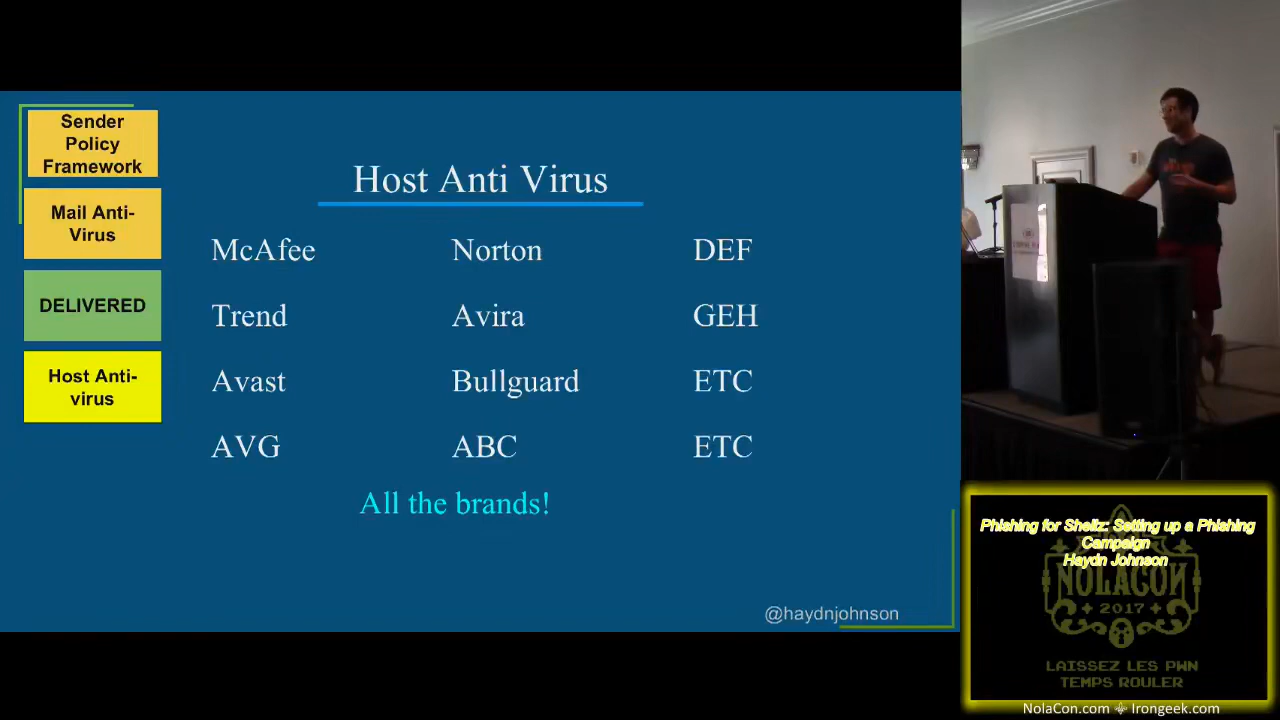 Sender
Policy
Framework
Mail Anti-
Virus
DELIVERED
Host Anti-
virus
Host Anti Virus
McAfee Norton DEF
Trend Avira GEH
Avast Bullguard ETC
AVG ABC ETC
All the brands!
@haydnjohnson
Phishing for Shellz: Setting up a Phishing
Campaign
Haydn Johnson
NOLACON
2017
LAISSEZ LES PWN
TEMPS ROULER
NolaCon.com Irongeek.com